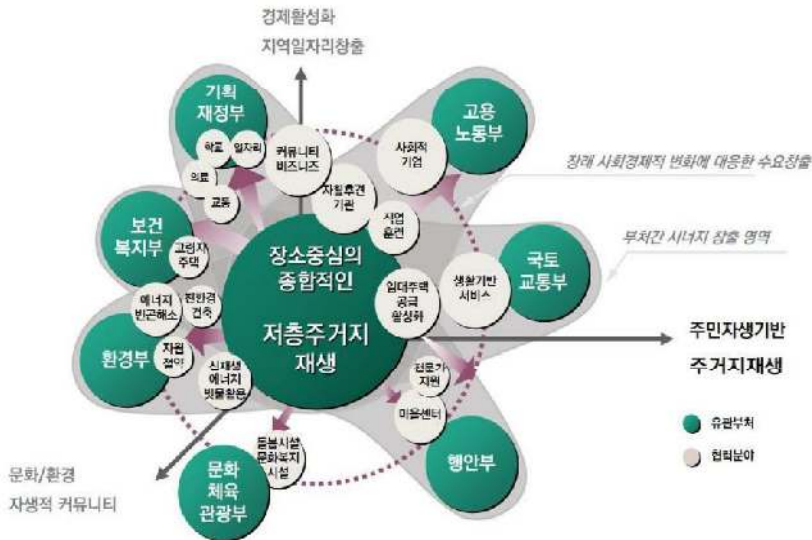 경제활성화
지역일자리창출
기획
재정부
학교
일자리
의료
교통
커뮤니티
비즈니즈
사회적
기업
고용
노동부
자활후견
기관
직업
훈련
장래 사회경제적 변화에 대응한 수요창출
부처간 시너지 창출 영역
보건
복지부
고령자
주택
장소중심의
종합적인
저층주거지
재생
임대주택
공급
활성화
생활기반
서비스
국토
교통부
에너지
빈곤해소
친환경
건축
환경부
자원
절약
신재생
에너지
빗물활용
주민자생기반
주거지재생
전문가
지원
마을센터
행안부
유관부처
협력분야
돌봄시설
문화복지
시설
문화
체육
관광부
문화/환경
자생적 커뮤니티